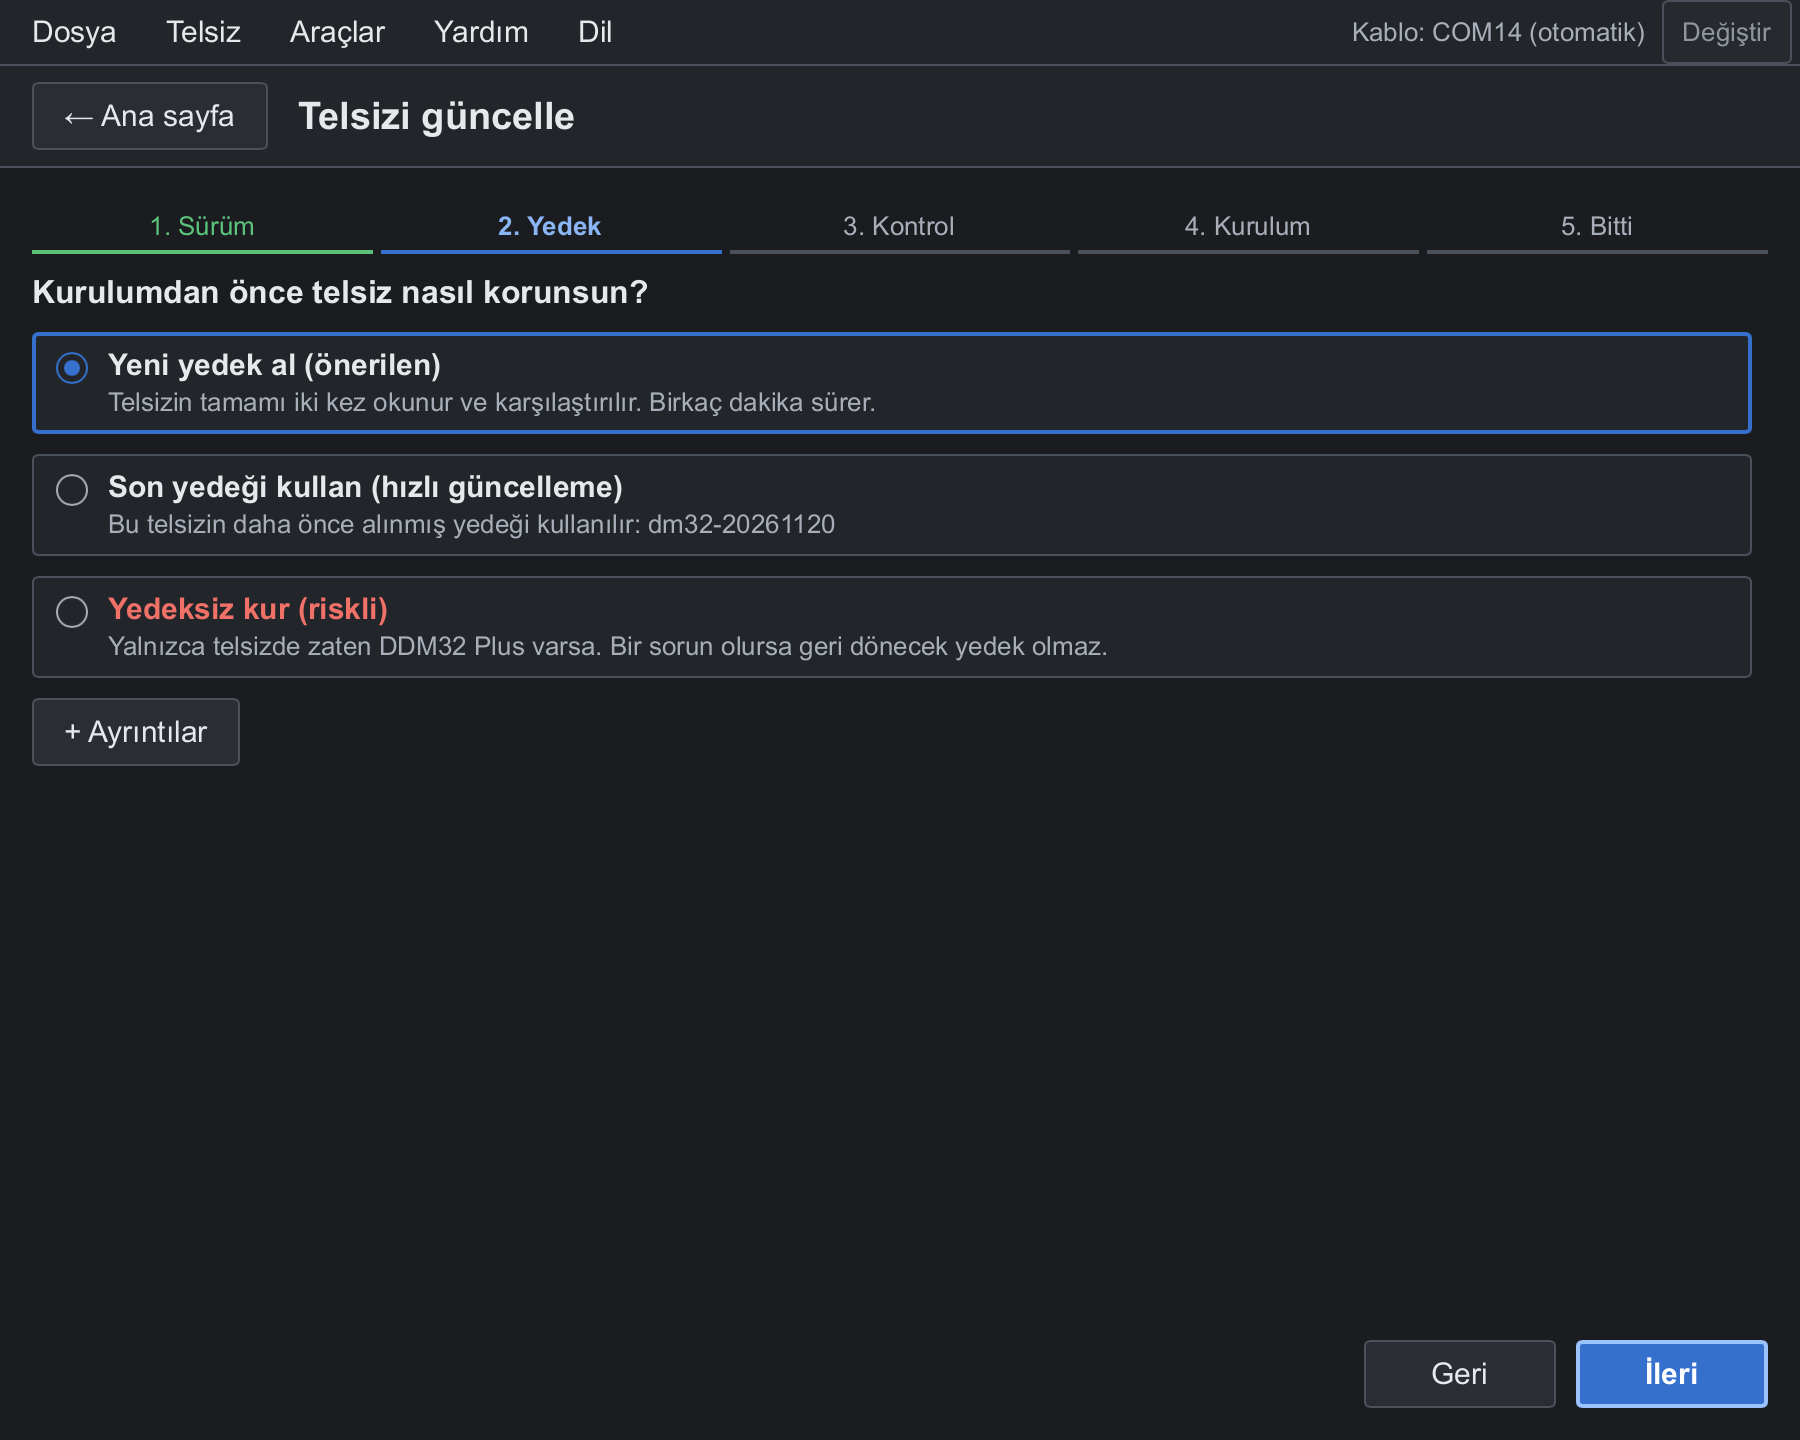 Dosya Telsiz Araçlar Yardım Dil Kablo: COM14 (otomatik) Değiştir
← Ana sayfa Telsizi güncelle
1. Sürüm 2. Yedek 3. Kontrol 4. Kurulum 5. Bitti
Kurulumdan önce telsiz nasıl korunsun?
Yeni yedek al (önerilen)
Telsizin tamamı iki kez okunur ve karşılaştırılır. Birkaç dakika sürer.
Son yedeği kullan (hızlı güncelleme)
Bu telsizin daha önce alınmış yedeği kullanılır: dm32-20261120
Yedeksiz kur (riskli)
Yalnızca telsizde zaten DDM32 Plus varsa. Bir sorun olursa geri dönecek yedek olmaz.
+ Ayrıntılar
Geri İleri